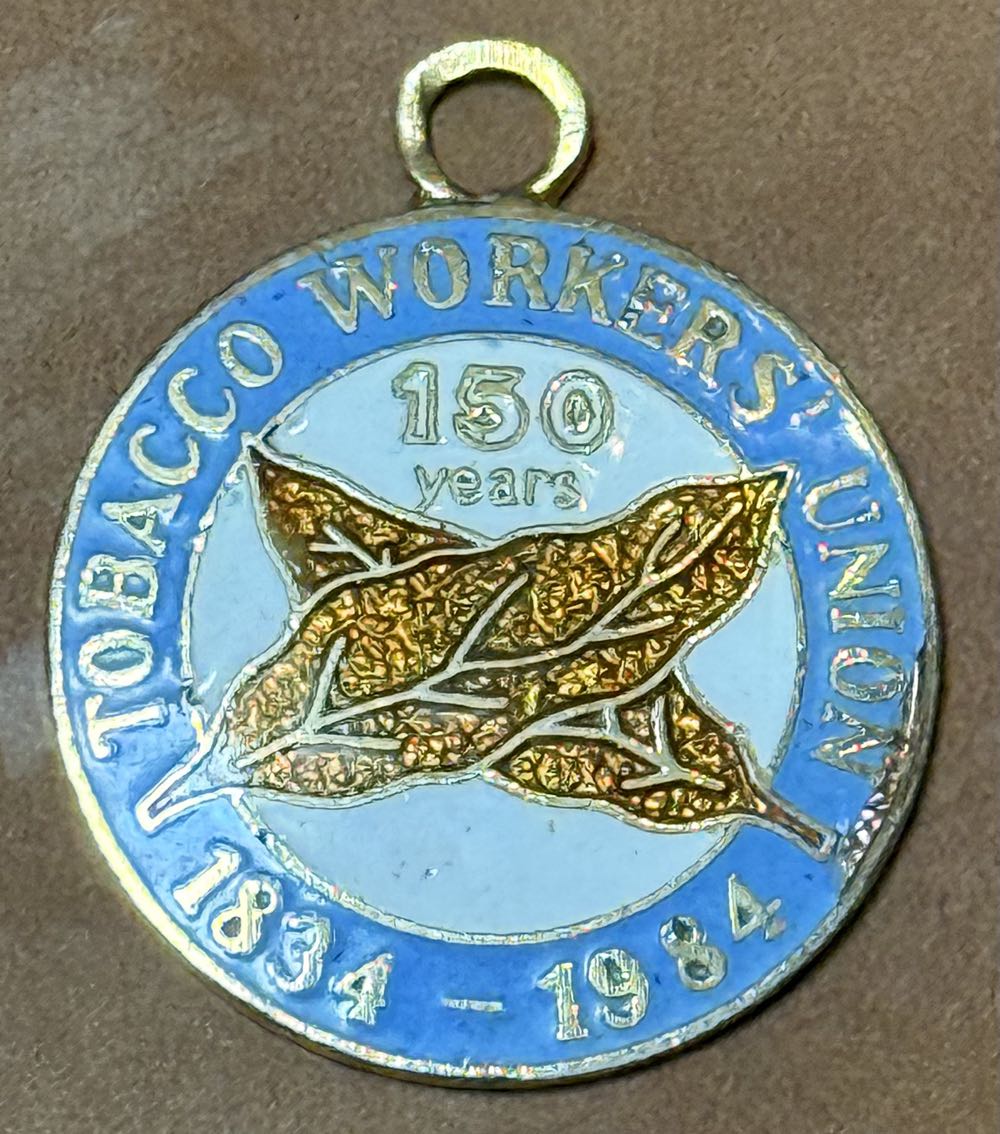 TOBACCO WORKERS' UNION
150
years
1834 - 1984